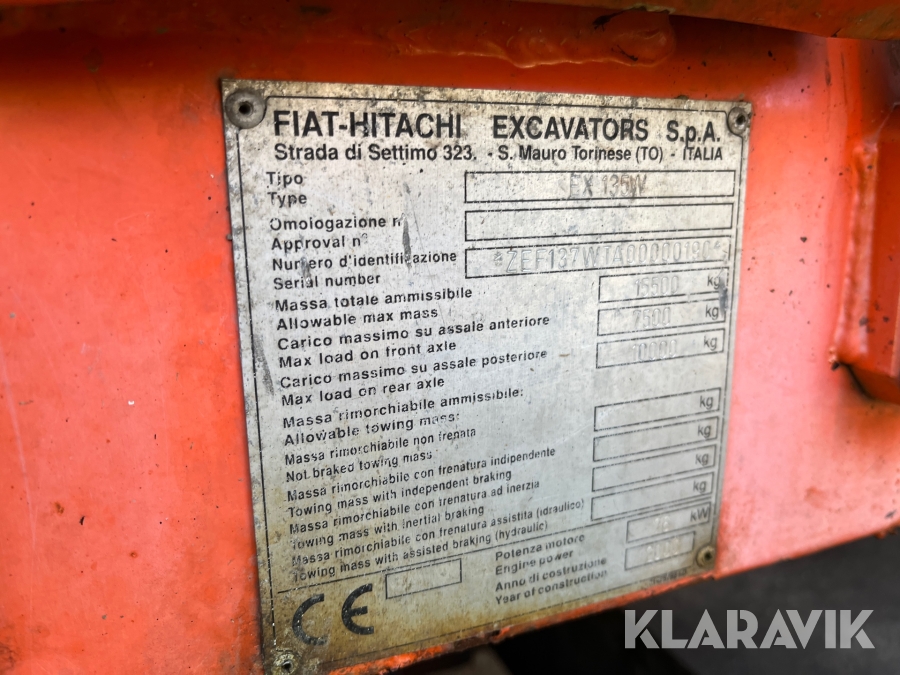 FIAT-HITACHI EXCAVATORS S.p.A.
Strada di Settimo 323. - S. Mauro Torinese (TO) - ITALIA
Tipo
Type
EX 135W
Omologazione n°
Approval n°
Numero d'identificazione
Serial number
Massa totale ammissibile
Allowable max mass
15500 kg
Carico massimo su assale anteriore
Max load on front axle
7500 kg
Carico massimo su assale posteriore
Max load on rear axle
10000 kg
Massa rimorchiabile ammissibile:
Allowable towing mass:
Massa rimorchiabile non frenata
Not braked towing mass
kg
Massa rimorchiabile con frenatura indipendente
Towing mass with independent braking
kg
Massa rimorchiabile con frenatura ad inerzia
Towing mass with inertial braking
kg
Massa rimorchiabile con frenatura assistita (idraulico)
Towing mass with assisted braking (hydraulic)
Potenza motore
Engine power
kW
Anno di costruzione
Year of construction
CE
KLARAVIK